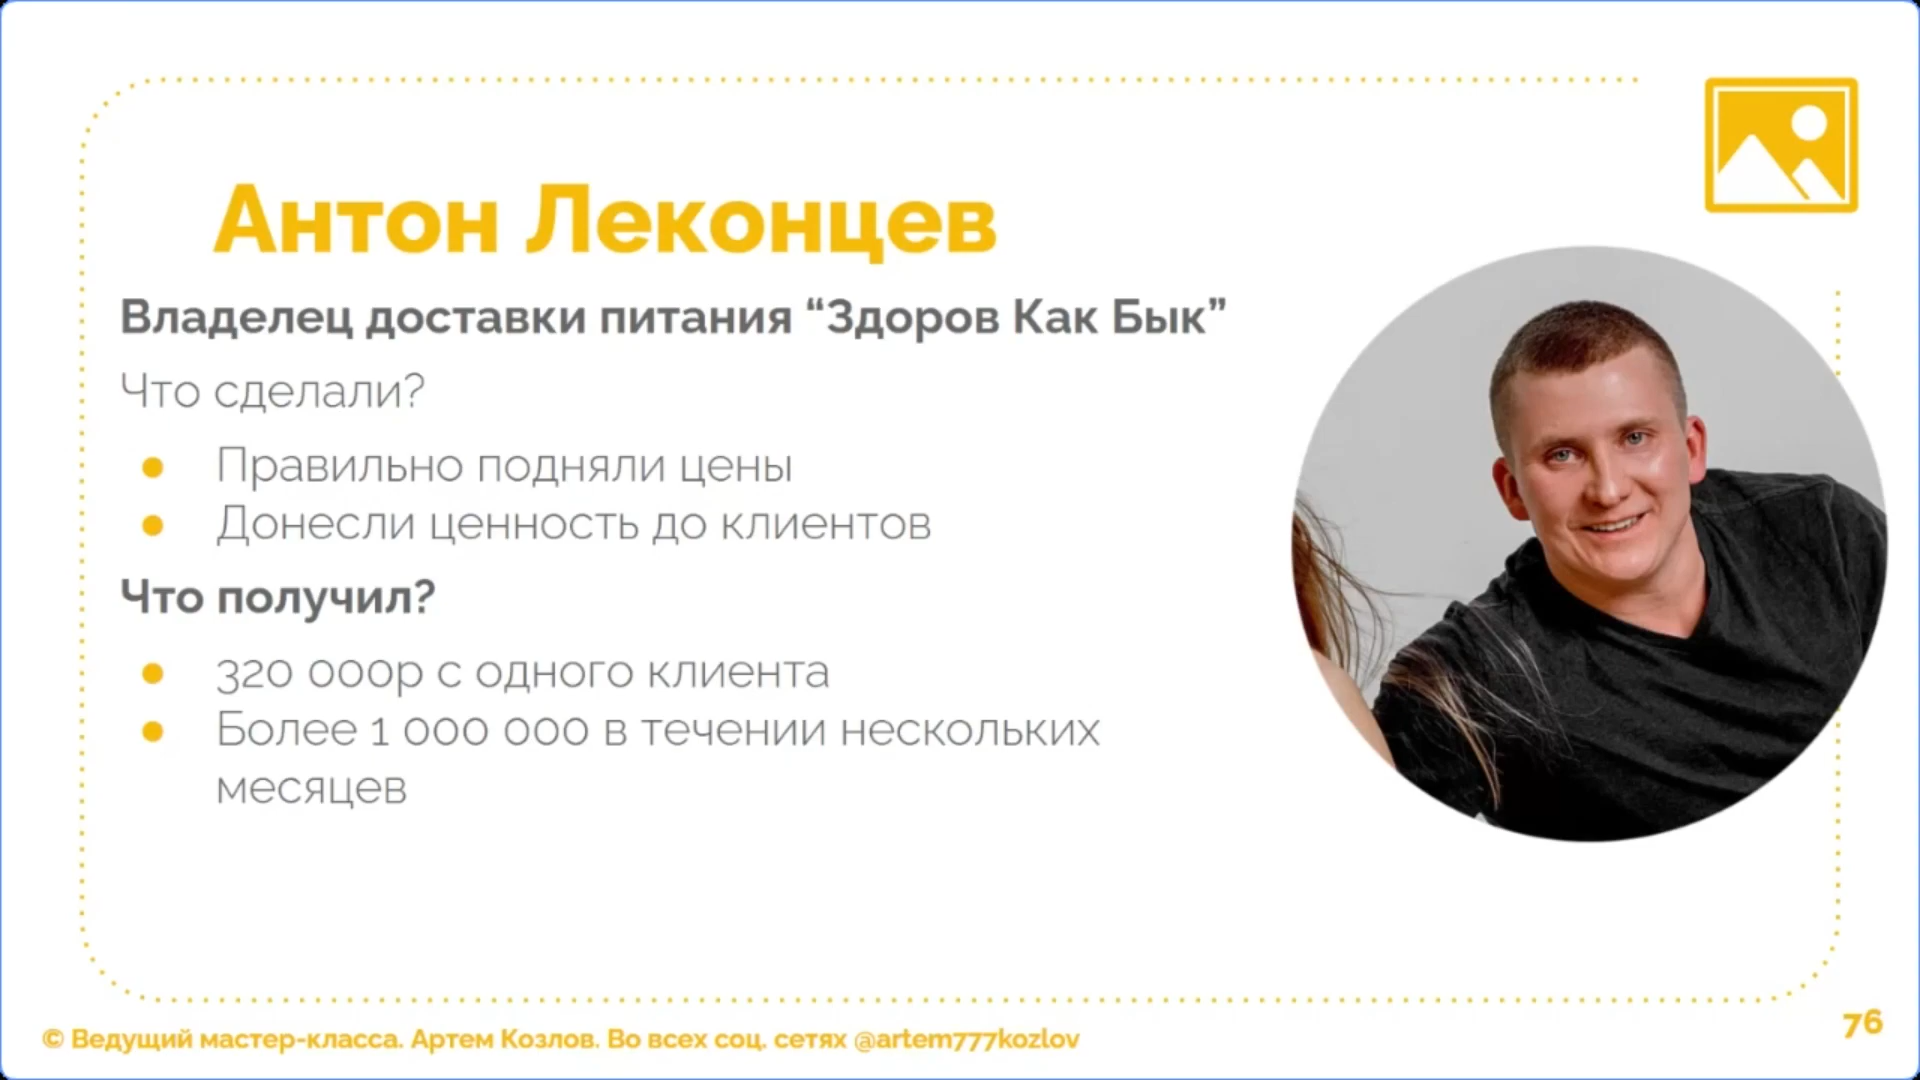 Антон Леконцев
Владелец доставки питания “Здоров Как Бык”
Что сделали?
● Правильно подняли цены
● Донесли ценность до клиентов
Что получил?
● 320 000р с одного клиента
● Более 1 000 000 в течении нескольких
месяцев
© Ведущий мастер-класса. Артем Козлов. Во всех соц. сетях @artem777kozlov
76